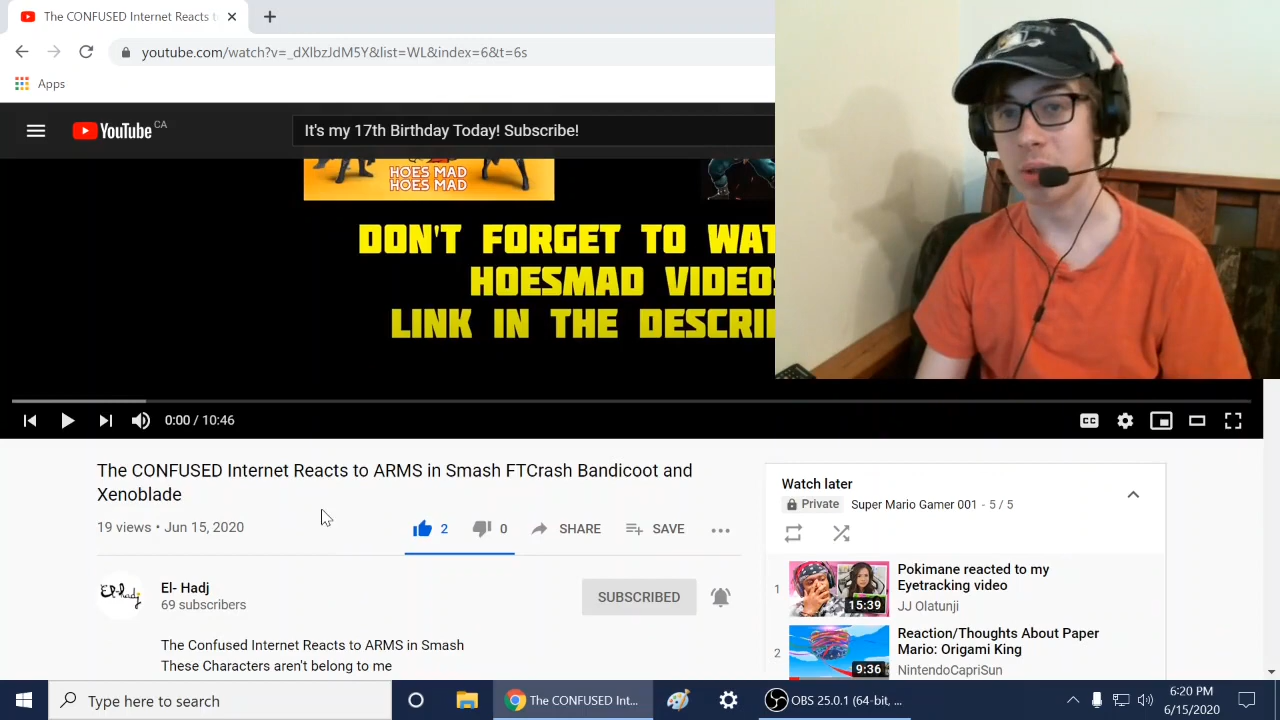 The CONFUSED Internet Reacts to
youtube.com/watch?v=_dXlbzJdM5Y&list=WL&index=6&t=6s
Apps
YouTube CA
It's my 17th Birthday Today! Subscribe!
HOES MAD
HOES MAD
DON'T FORGET TO WAT
HOESMAD VIDEOS
LINK IN THE DESCRI
0:00 / 10:46
CC
The CONFUSED Internet Reacts to ARMS in Smash FTCrash Bandicoot and
Xenoblade
19 views • Jun 15, 2020
2
0
SHARE
SAVE
El- Hadj
69 subscribers
SUBSCRIBED
The Confused Internet Reacts to ARMS in Smash
These Characters aren't belong to me
Watch later
Private
Super Mario Gamer 001 - 5 / 5
1
15:39
Pokimane reacted to my
Eyetracking video
JJ Olatunji
2
9:36
Reaction/Thoughts About Paper
Mario: Origami King
NintendoCapriSun
Type here to search
The CONFUSED Int...
OBS 25.0.1 (64-bit, ...
6:20 PM
6/15/2020